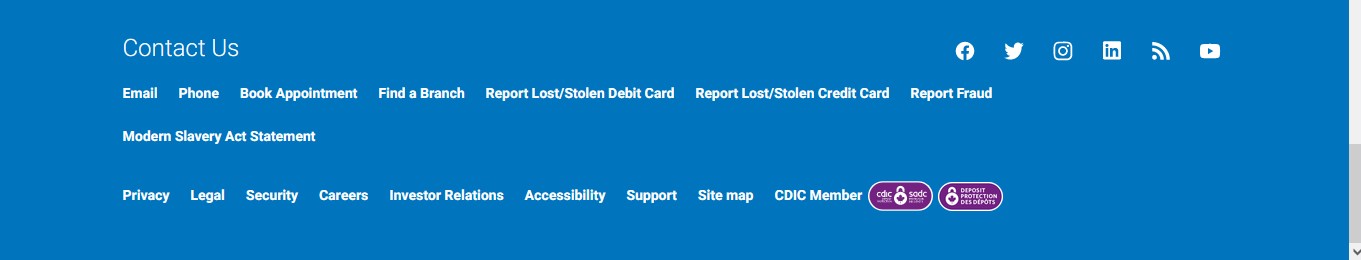 Contact Us
Email Phone Book Appointment Find a Branch Report Lost/Stolen Debit Card Report Lost/Stolen Credit Card Report Fraud
Modern Slavery Act Statement
Privacy Legal Security Careers Investor Relations Accessibility Support Site map CDIC Member cdic sadc DEPOSIT PROTECTION DES DÉPÔTS